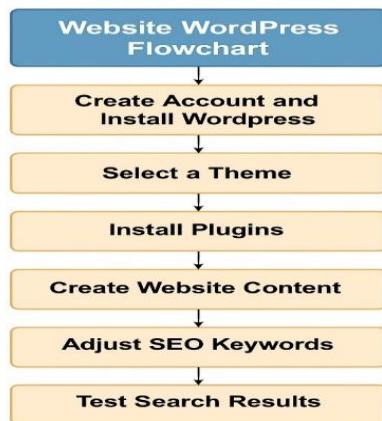 Website WordPress
Flowchart
Create Account and
Install Wordpress
Select a Theme
Install Plugins
Create Website Content
Adjust SEO Keywords
Test Search Results